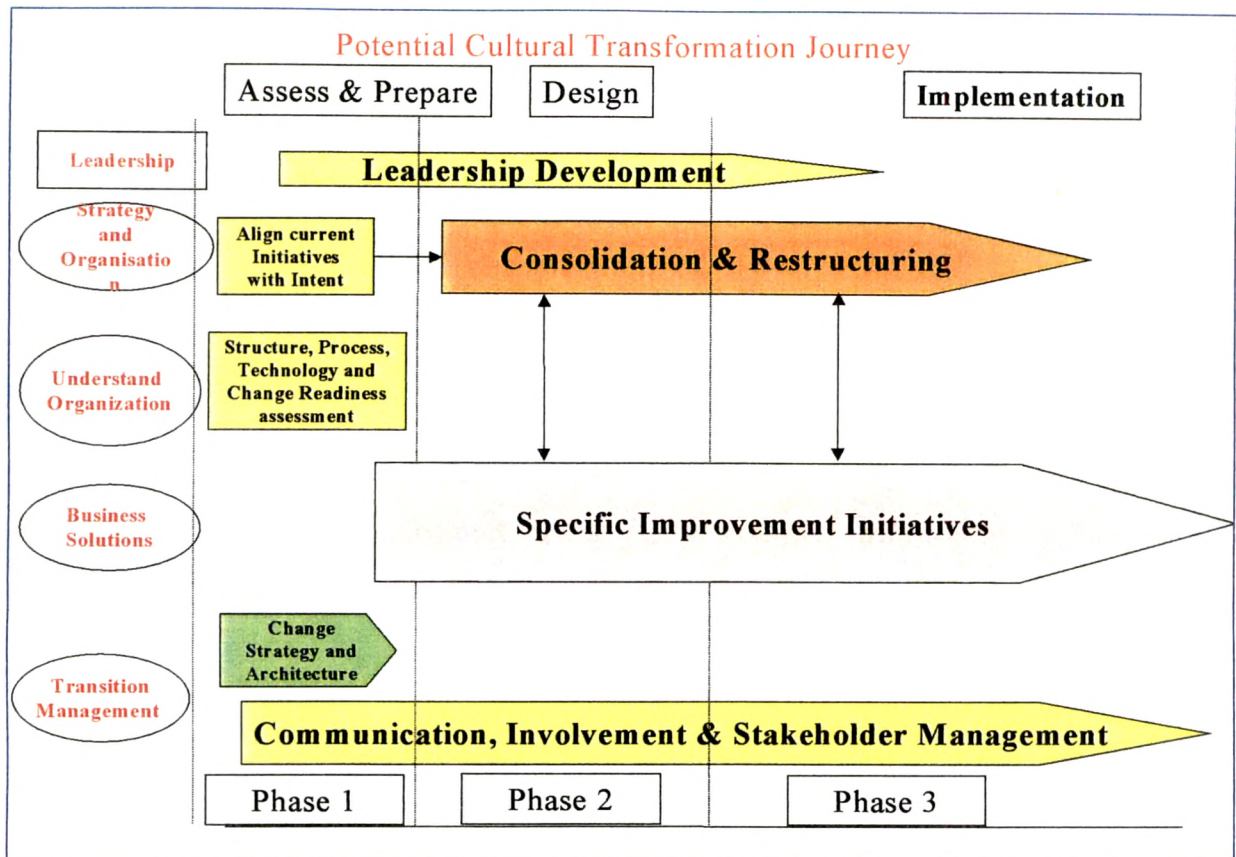 Potential Cultural Transformation Journey
Assess & Prepare
Design
Implementation
Leadership
Leadership Development
Strategy
and
Organisatio
n
Align current
Initiatives
with Intent
Consolidation & Restructuring
Structure, Process,
Technology and
Change Readiness
assessment
Understand
Organization
Business
Solutions
Specific Improvement Initiatives
Change
Strategy and
Architecture
Transition
Management
Communication, Involvement & Stakeholder Management
Phase 1
Phase 2
Phase 3